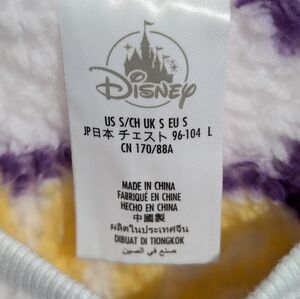 DISNEY
US S/CH UK S EU S
JP日本 チェスト 96-104 L
CN 170/88A
MADE IN CHINA
FABRIQUÉ EN CHINE
HECHO EN CHINA
中國製
ผลิตในประเทศจีน
DIBUAT DI TIONGKOK
صنع في الصين